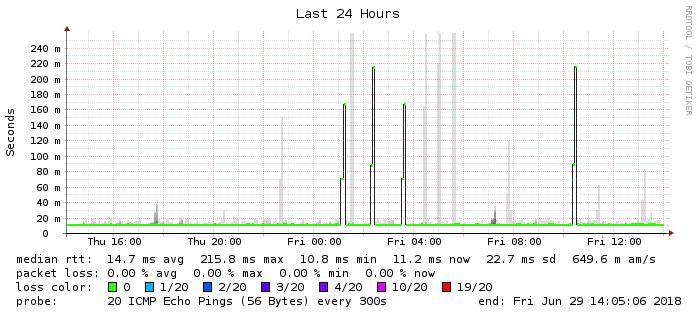 Last 24 Hours
RRDTOOL / TOBI OETIKER
Seconds
240 m
220 m
200 m
180 m
160 m
140 m
120 m
100 m
80 m
60 m
40 m
20 m
0
Thu 16:00 Thu 20:00 Fri 00:00 Fri 04:00 Fri 08:00 Fri 12:00
median rtt: 14.7 ms avg 215.8 ms max 10.8 ms min 11.2 ms now 22.7 ms sd 649.6 m am/s
packet loss: 0.00 % avg 0.00 % max 0.00 % min 0.00 % now
loss color: 0 1/20 2/20 3/20 4/20 10/20 19/20
probe: 20 ICMP Echo Pings (56 Bytes) every 300s end: Fri Jun 29 14:05:06 2018